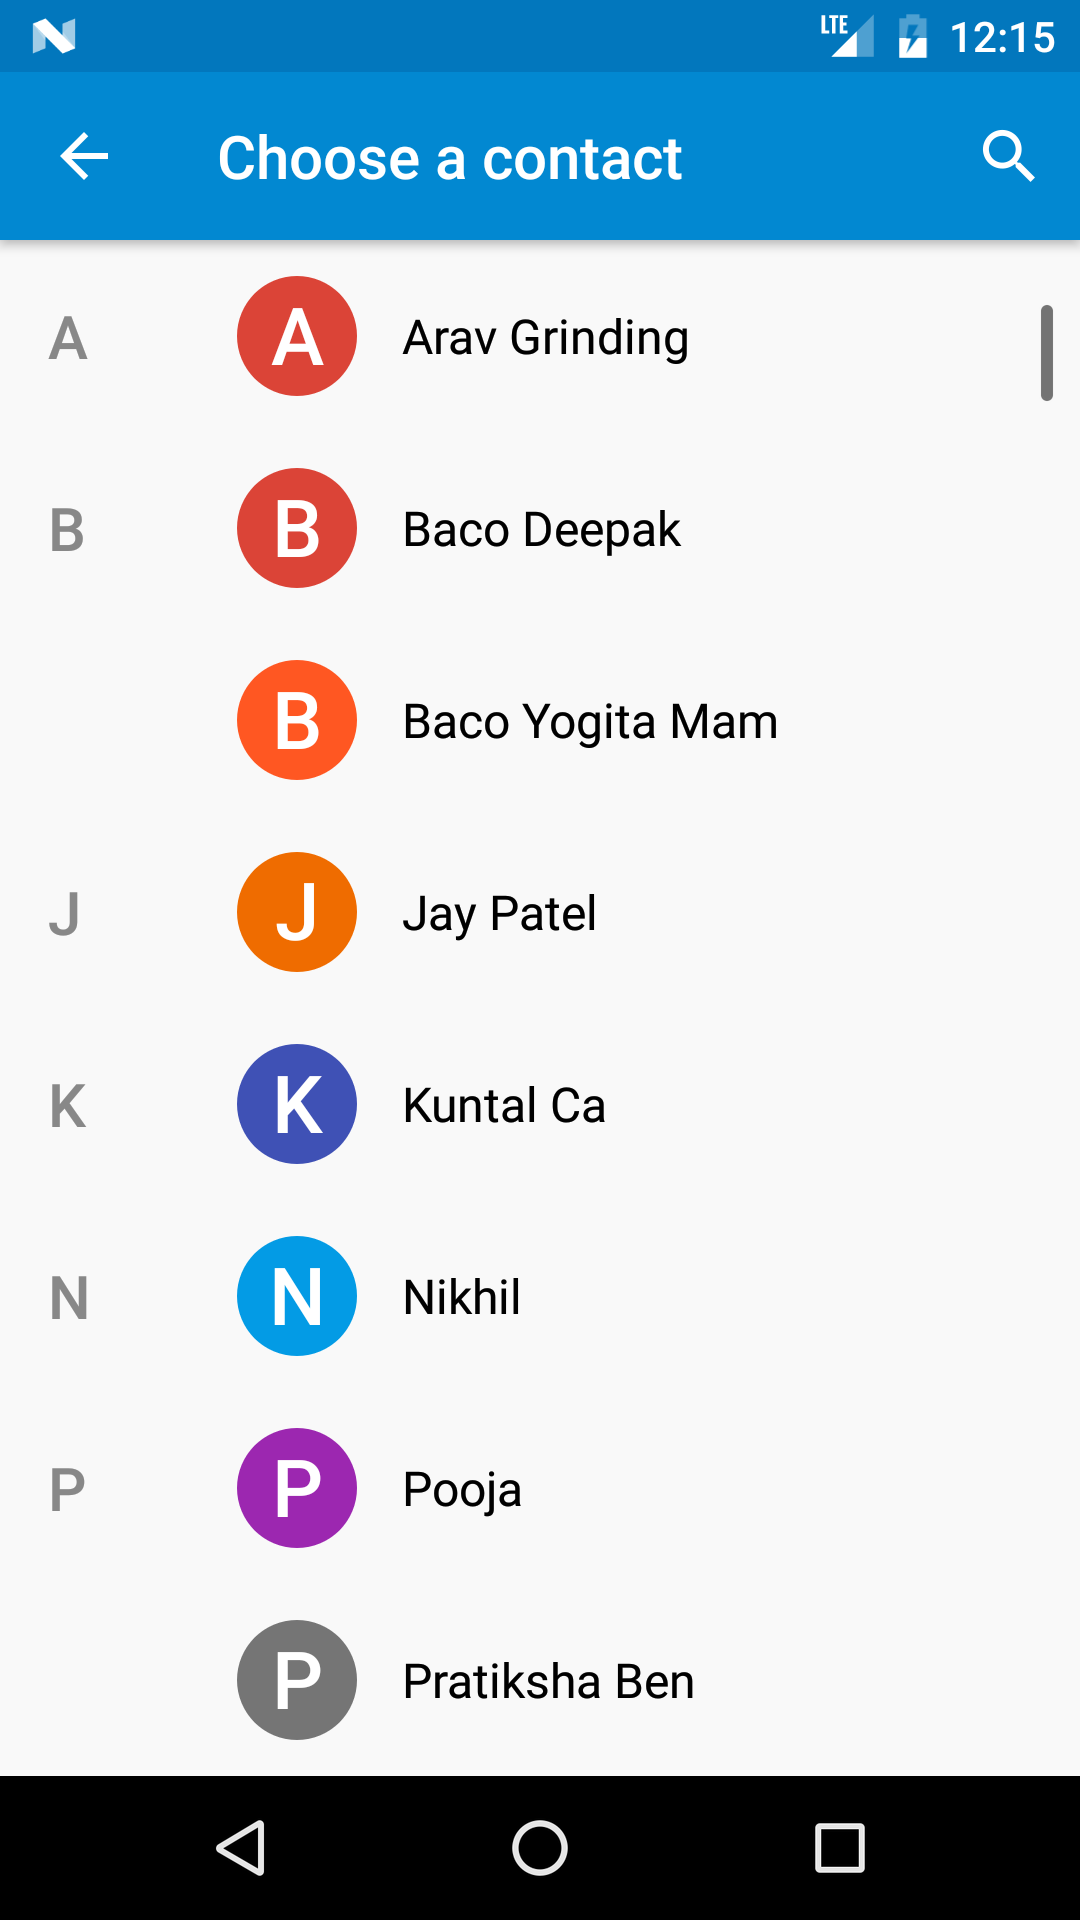 LTE 12:15
Choose a contact
A A Arav Grinding
B B Baco Deepak
B Baco Yogita Mam
J J Jay Patel
K K Kuntal Ca
N N Nikhil
P P Pooja
P Pratiksha Ben